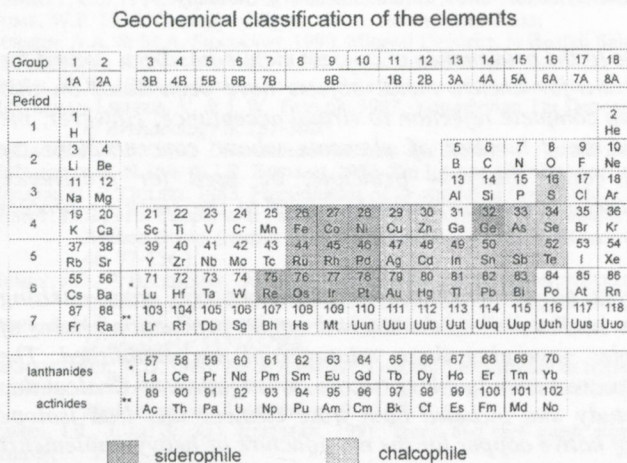 Geochemical classification of the elements
Group 1 2 3 4 5 6 7 8 9 10 11 12 13 14 15 16 17 18
1A 2A 3B 4B 5B 6B 7B 8B 1B 2B 3A 4A 5A 6A 7A 8A
Period
1 2
1 H He
3 4 5 6 7 8 9 10
2 Li Be B C N O F Ne
11 12 13 14 15 16 17 18
3 Na Mg Al Si P S Cl Ar
19 20 21 22 23 24 25 26 27 28 29 30 31 32 33 34 35 36
4 K Ca Sc Ti V Cr Mn Fe Co Ni Cu Zn Ga Ge As Se Br Kr
37 38 39 40 41 42 43 44 45 46 47 48 49 50 51 52 53 54
5 Rb Sr Y Zr Nb Mo Tc Ru Rh Pd Ag Cd In Sn Sb Te I Xe
55 56 * 71 72 73 74 75 76 77 78 79 80 81 82 83 84 85 86
6 Cs Ba Lu Hf Ta W Re Os Ir Pt Au Hg Tl Pb Bi Po At Rn
87 88 ** 103 104 105 106 107 108 109 110 111 112 113 114 115 116 117 118
7 Fr Ra Lr Rf Db Sg Bh Hs Mt Uun Uuu Uub Uut Uuq Uup Uuh Uus Uuo
* 57 58 59 60 61 62 63 64 65 66 67 68 69 70
lanthanides La Ce Pr Nd Pm Sm Eu Gd Tb Dy Ho Er Tm Yb
** 89 90 91 92 93 94 95 96 97 98 99 100 101 102
actinides Ac Th Pa U Np Pu Am Cm Bk Cf Es Fm Md No
siderophile chalcophile